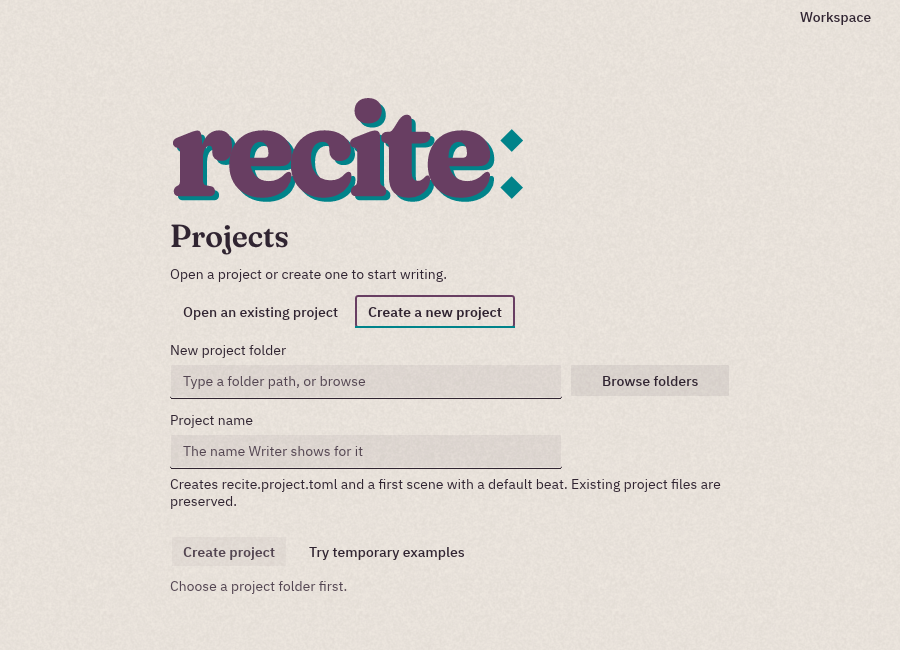 Workspace
recite:
Projects
Open a project or create one to start writing.
Open an existing project
Create a new project
New project folder
Type a folder path, or browse
Browse folders
Project name
The name Writer shows for it
Creates recite.project.toml and a first scene with a default beat. Existing project files are
preserved.
Create project
Try temporary examples
Choose a project folder first.